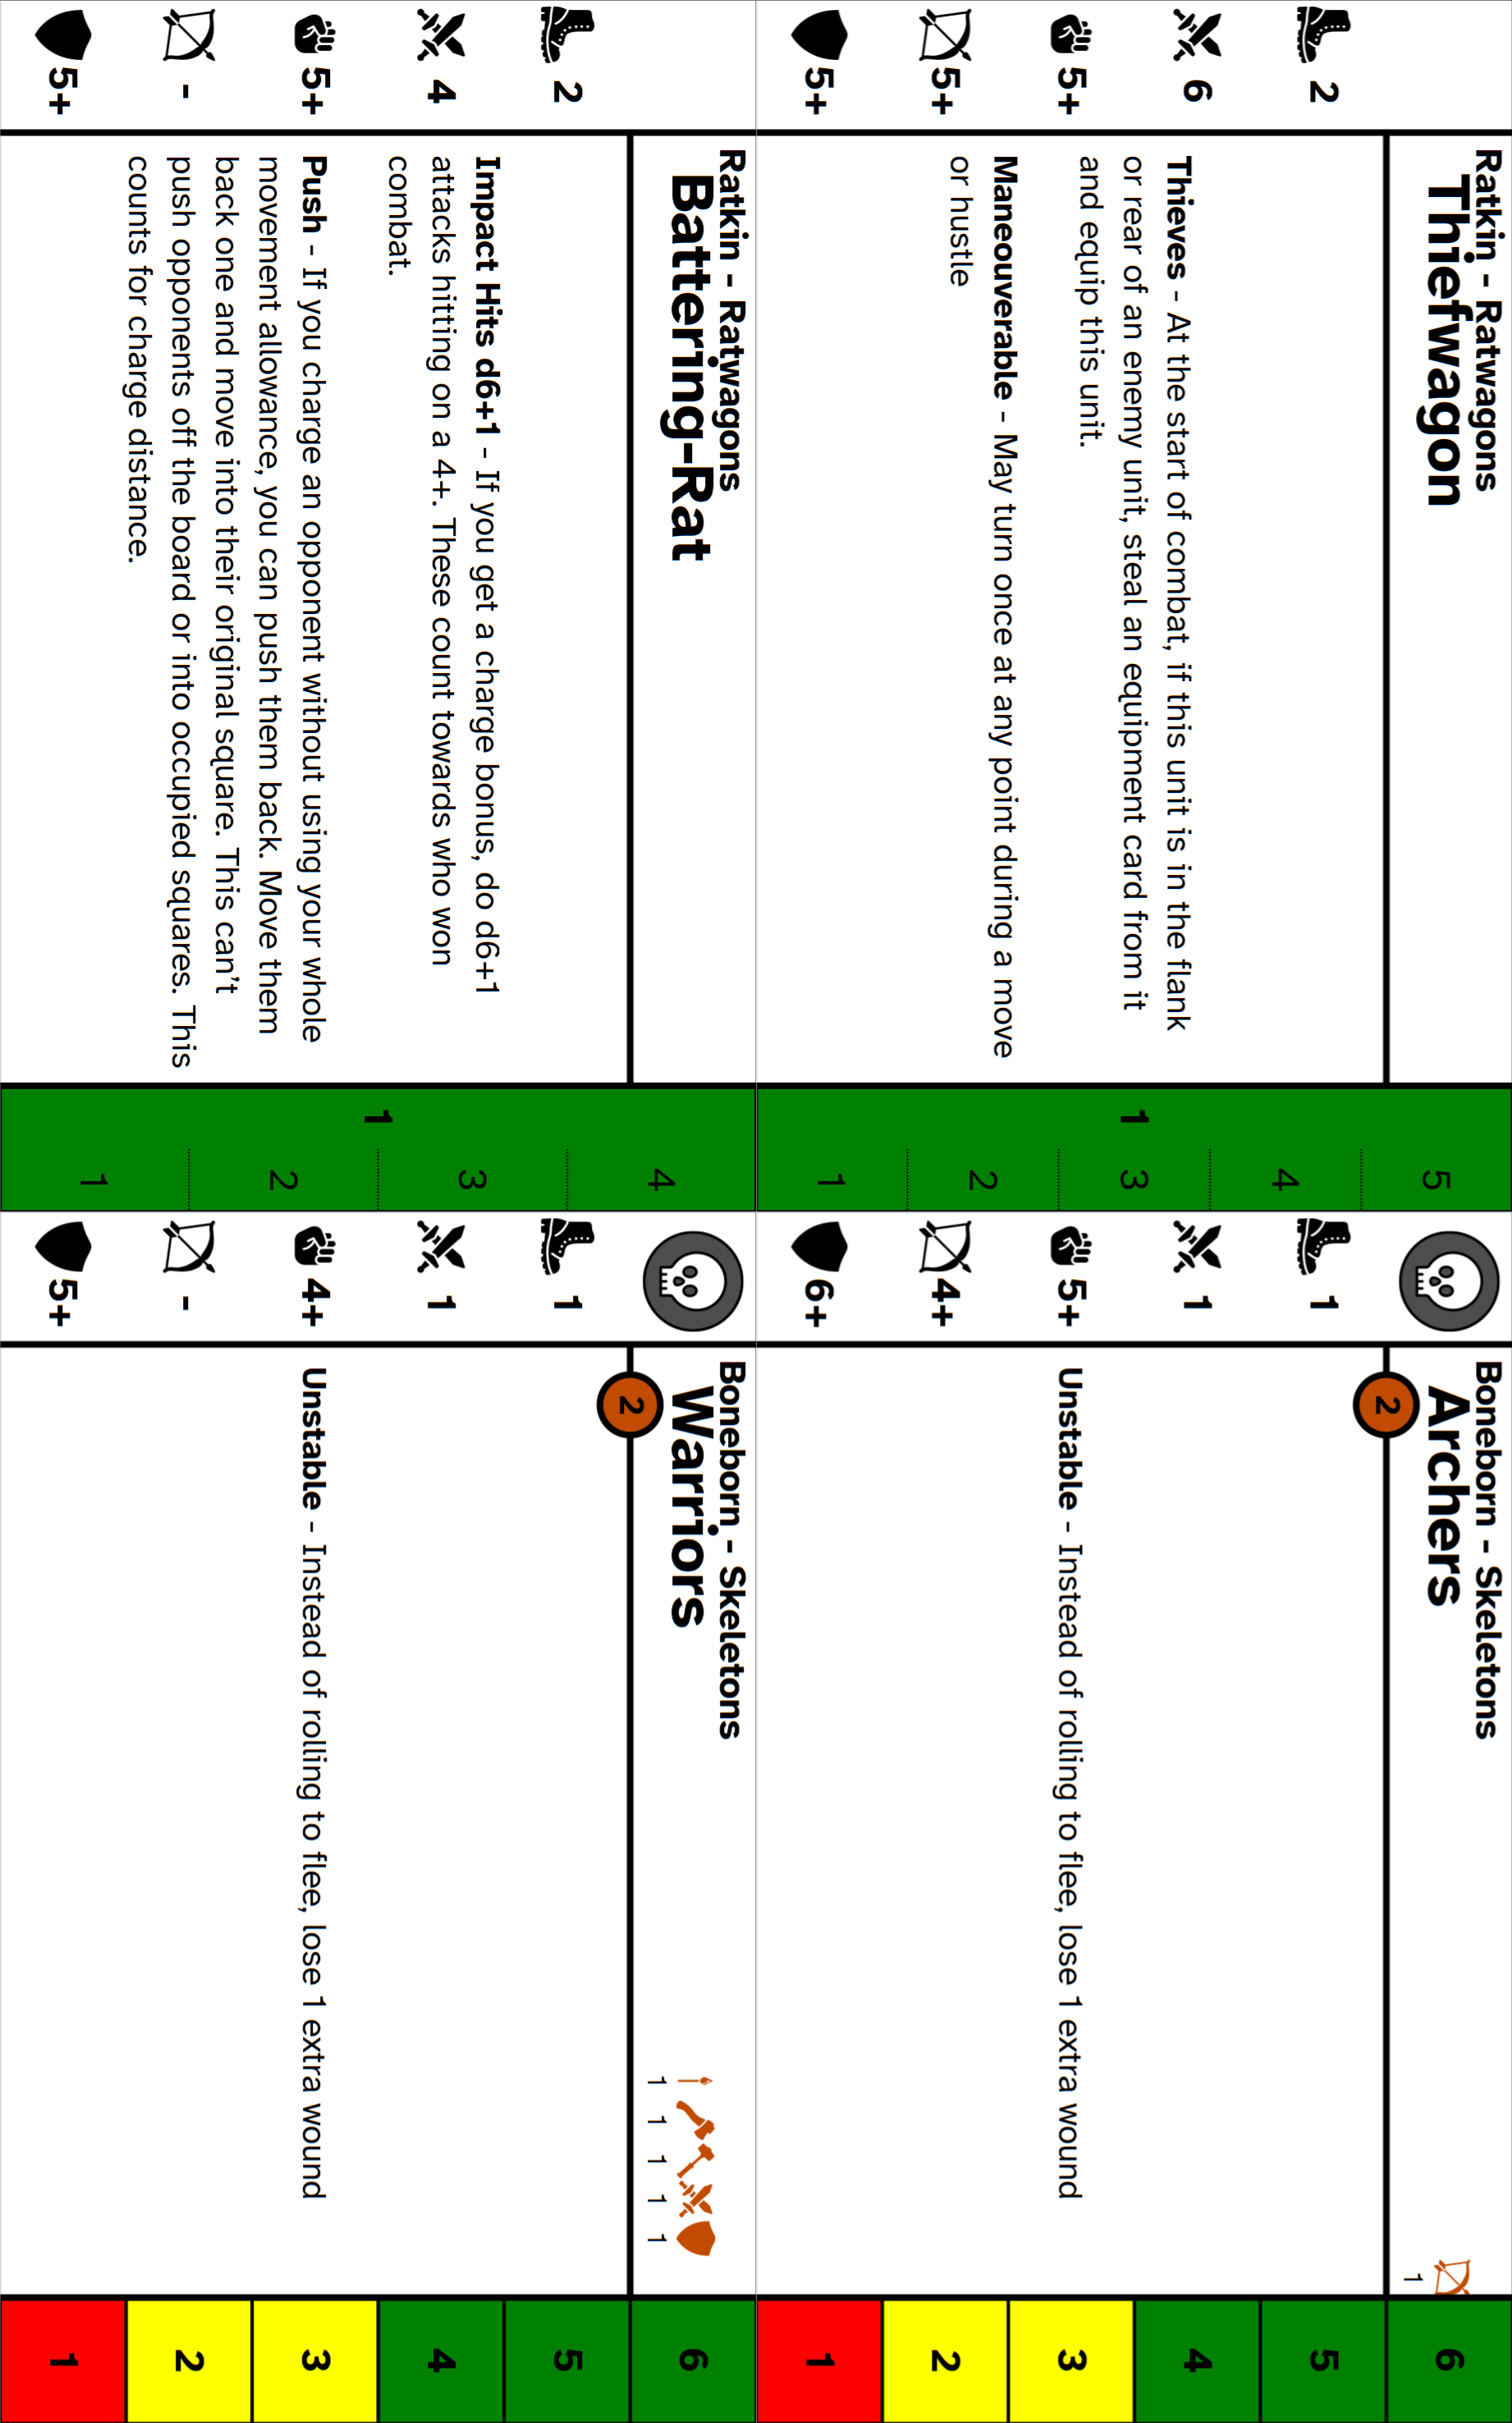 Ratkin - Ratwagons
Thiefwagon
2
6
5+
5+
5+
Thieves - At the start of combat, if this unit is in the flank
or rear of an enemy unit, steal an equipment card from it
and equip this unit.
Maneouverable - May turn once at any point during a move
or hustle
1
5
4
3
2
1
Boneborn - Skeletons
Archers
1
2
1
1
5+
4+
6+
Unstable - Instead of rolling to flee, lose 1 extra wound
6
5
4
3
2
1
Ratkin - Ratwagons
Battering-Rat
2
4
5+
-
5+
Impact Hits d6+1 - If you get a charge bonus, do d6+1
attacks hitting on a 4+. These count towards who won
combat.
Push - If you charge an opponent without using your whole
movement allowance, you can push them back. Move them
back one and move into their original square. This can't
push opponents off the board or into occupied squares. This
counts for charge distance.
1
4
3
2
1
Boneborn - Skeletons
Warriors
1 1 1 1 1
2
1
1
4+
-
5+
Unstable - Instead of rolling to flee, lose 1 extra wound
6
5
4
3
2
1